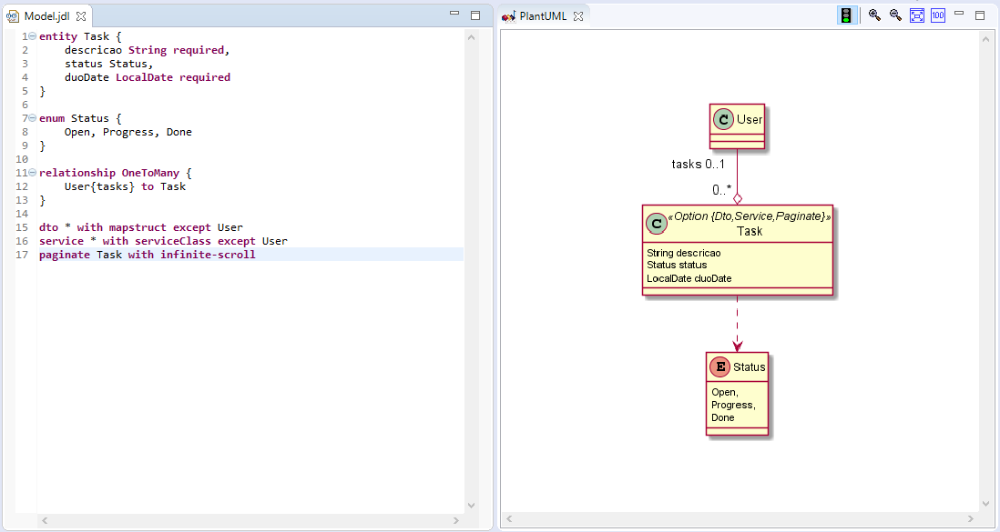 Model.jdl
1 entity Task {
2 descricao String required,
3 status Status,
4 duoDate LocalDate required
5 }
6
7 enum Status {
8 Open, Progress, Done
9 }
10
11 relationship OneToMany {
12 User{tasks} to Task
13 }
14
15 dto * with mapstruct except User
16 service * with serviceClass except User
17 paginate Task with infinite-scroll
PlantUML
100
C User
tasks 0..1
0..*
C «Option {Dto,Service,Paginate}»
Task
String descricao
Status status
LocalDate duoDate
E Status
Open,
Progress,
Done